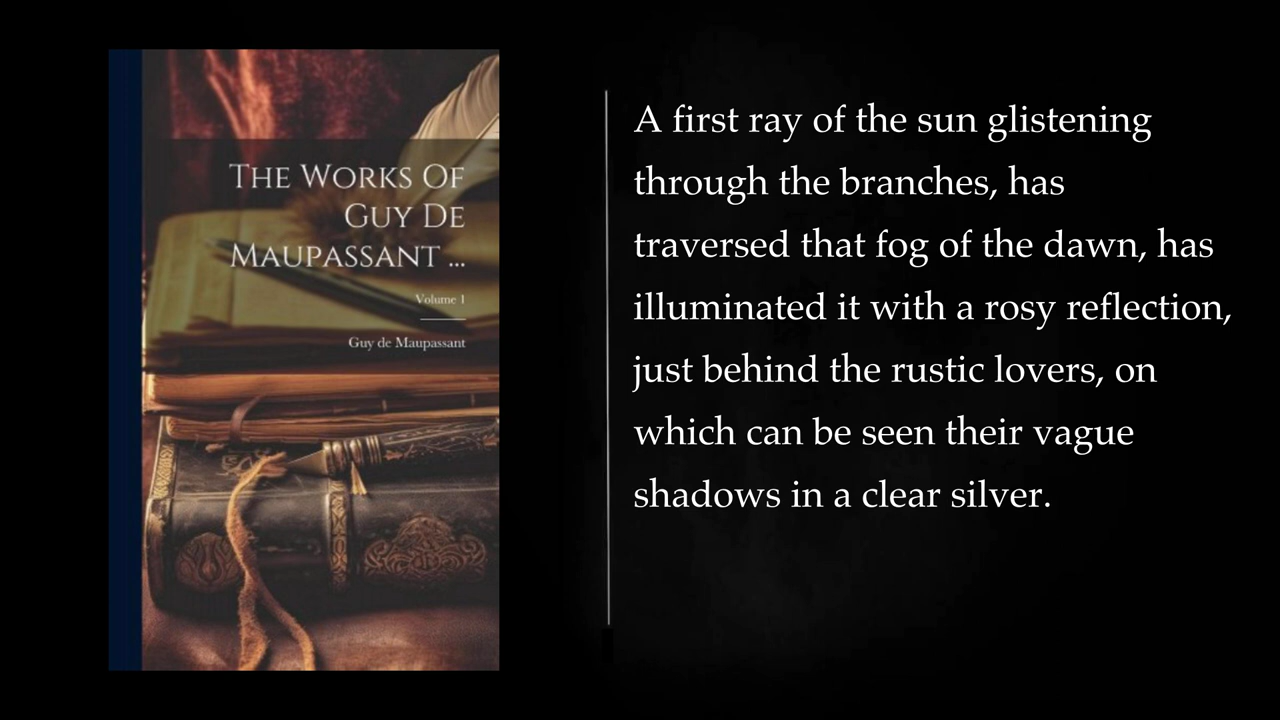 The Works Of
Guy De
Maupassant ...
Volume 1
Guy de Maupassant
A first ray of the sun glistening
through the branches, has
traversed that fog of the dawn, has
illuminated it with a rosy reflection,
just behind the rustic lovers, on
which can be seen their vague
shadows in a clear silver.